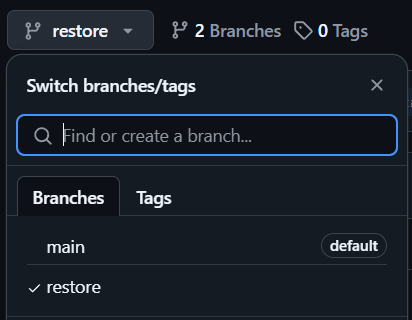 restore 2 Branches 0 Tags
Switch branches/tags
Find or create a branch...
Branches Tags
main default
restore